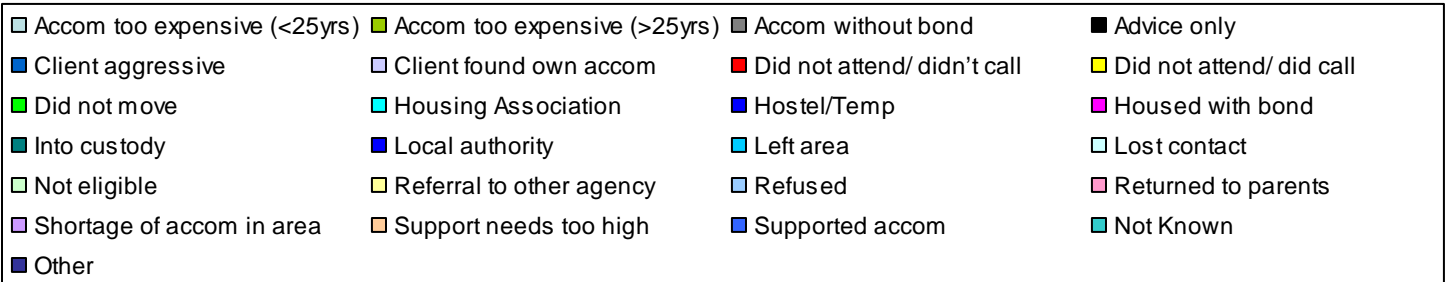 Accom too expensive (<25yrs) Accom too expensive (>25yrs) Accom without bond Advice only
Client aggressive Client found own accom Did not attend/ didn't call Did not attend/ did call
Did not move Housing Association Hostel/Temp Housed with bond
Into custody Local authority Left area Lost contact
Not eligible Referral to other agency Refused Returned to parents
Shortage of accom in area Support needs too high Supported accom Not Known
Other